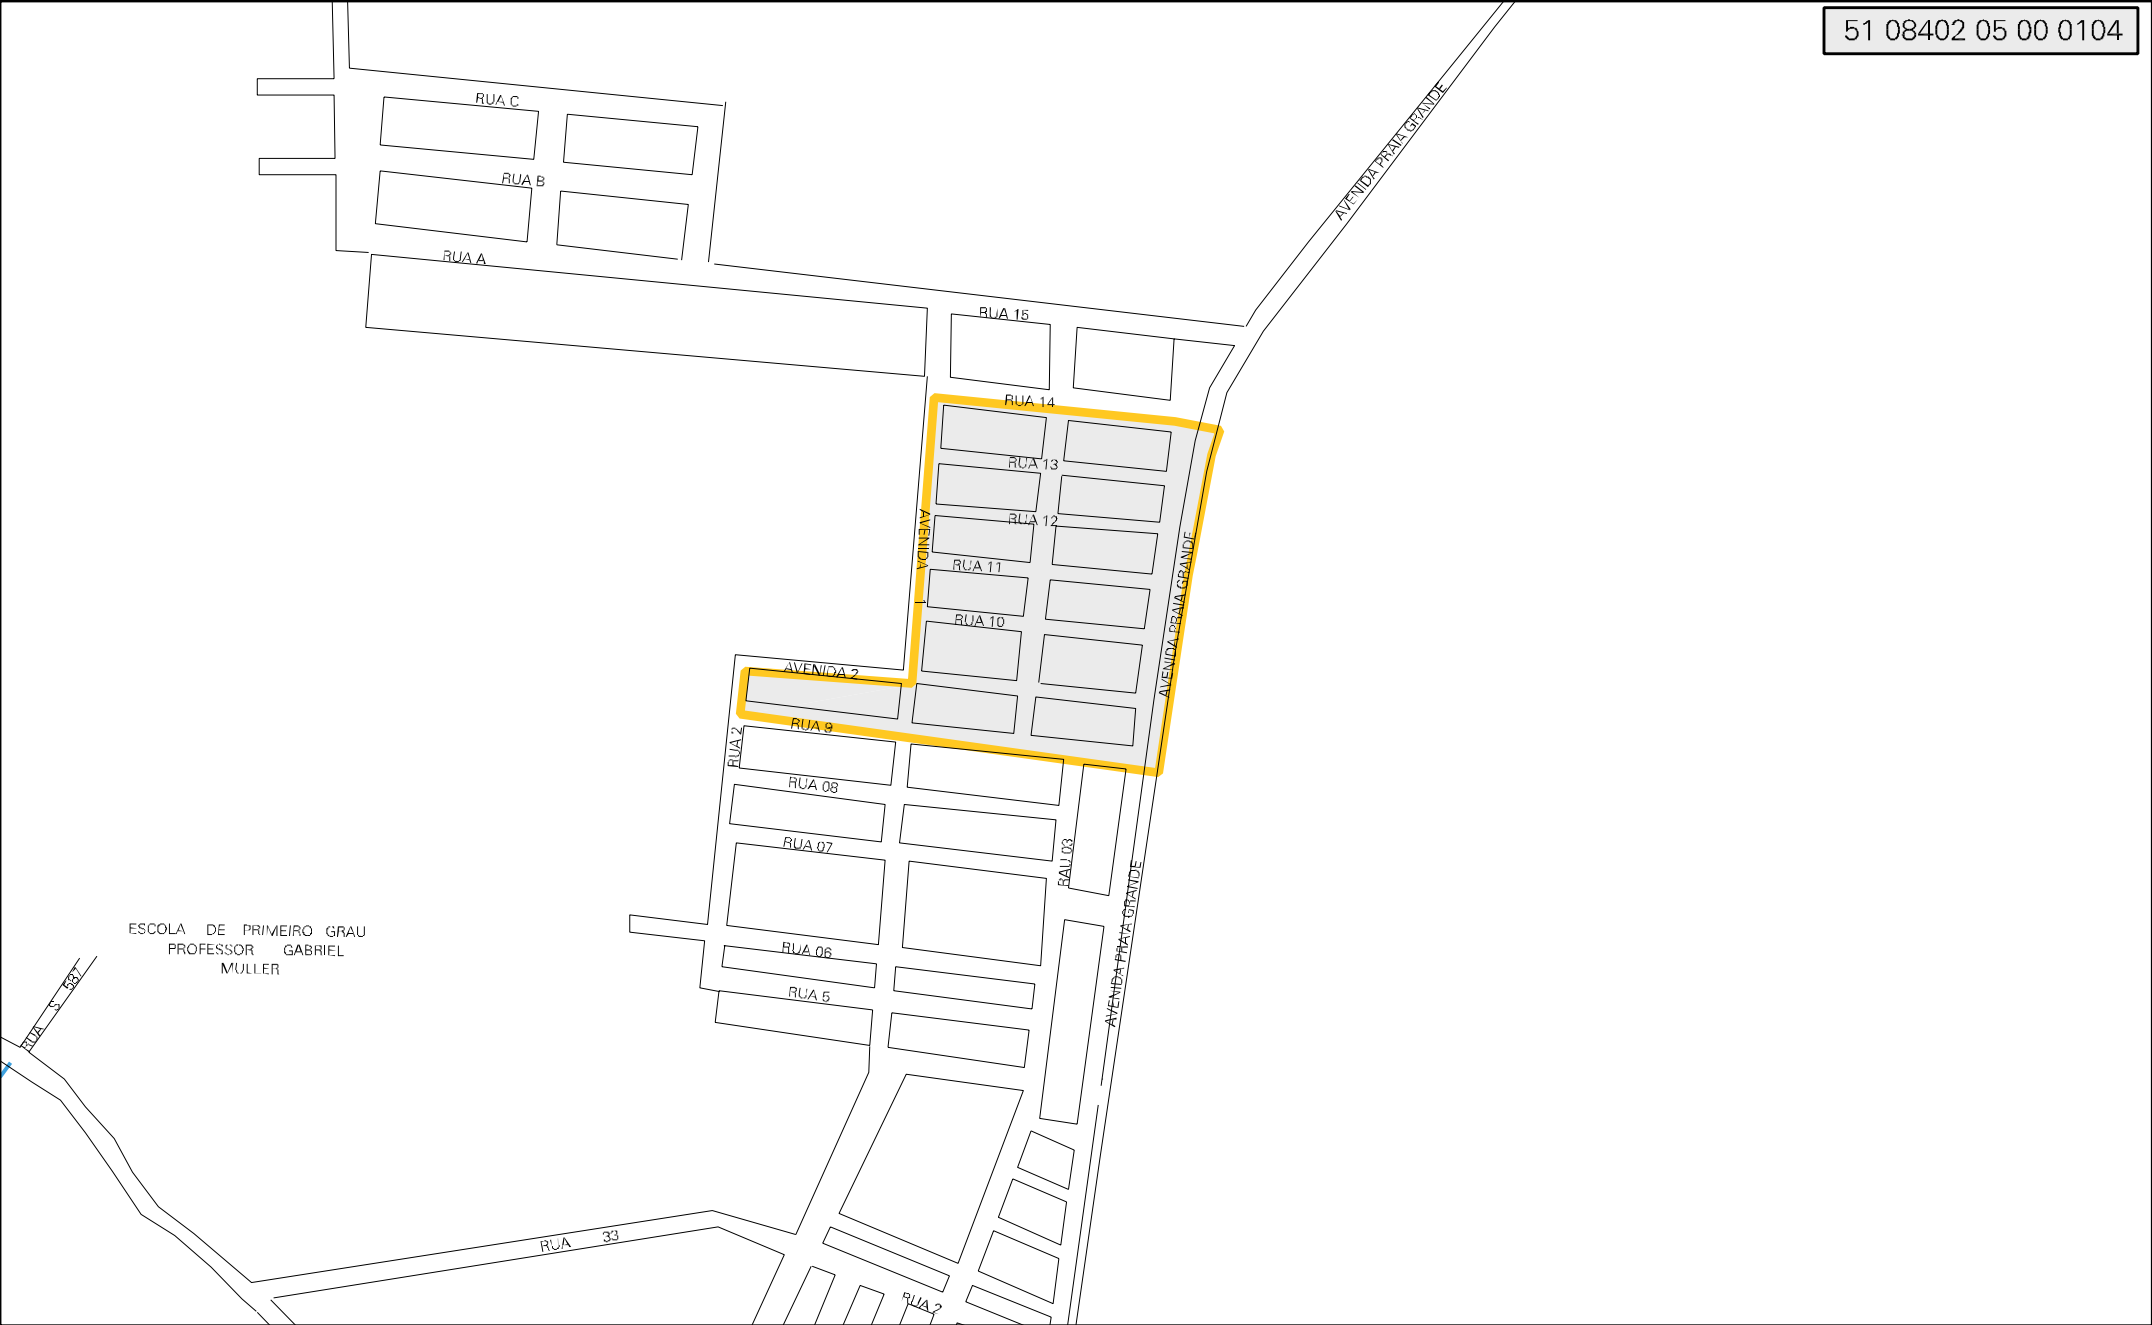 51 08402 05 00 0104
RUA C
AVENIDA PRAIA GRANDE
RUA B
RUA A
RUA 15
RUA 14
RUA 13
RUA 12
AVENIDA 1
RUA 11
AVENIDA PRAIA GRANDE
RUA 10
AVENIDA 2
RUA 9
RUA 2
RUA 08
RUA 07
RAU 03
AVENIDA PRAIA GRANDE
ESCOLA DE PRIMEIRO GRAU
PROFESSOR GABRIEL
MULLER
RUA 06
RUA S 587
RUA 5
RUA 33
RUA 2